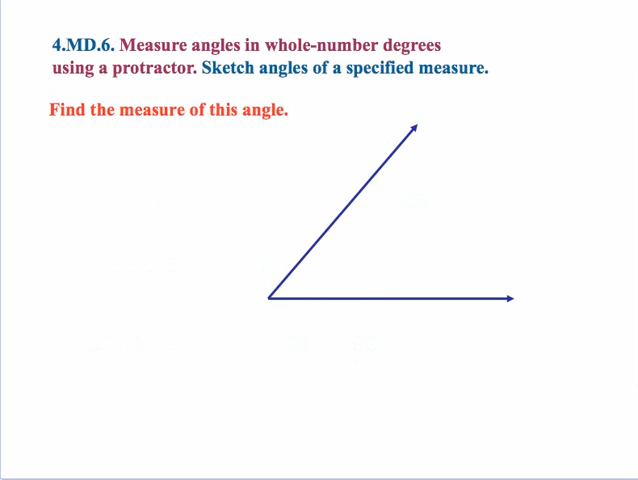 4.MD.6. Measure angles in whole-number degrees
using a protractor. Sketch angles of a specified measure.
Find the measure of this angle.